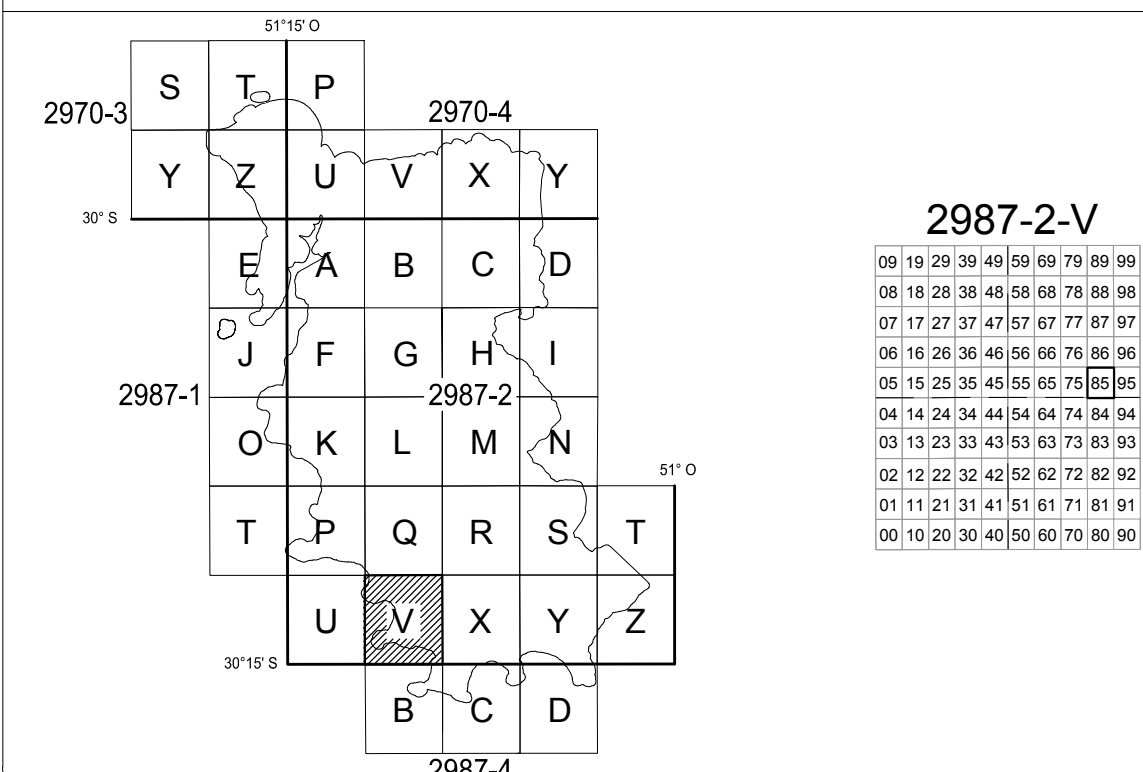 51°15' O
S T P
2970-3 2970-4
Y Z U V X Y
30° S
E A B C D
J F G H I
2987-1 2987-2
O K L M N
51° O
T P Q R S T
U V X Y Z
30°15' S
B C D
2987-4
2987-2-V
09 19 29 39 49 59 69 79 89 99
08 18 28 38 48 58 68 78 88 98
07 17 27 37 47 57 67 77 87 97
06 16 26 36 46 56 66 76 86 96
05 15 25 35 45 55 65 75 85 95
04 14 24 34 44 54 64 74 84 94
03 13 23 33 43 53 63 73 83 93
02 12 22 32 42 52 62 72 82 92
01 11 21 31 41 51 61 71 81 91
00 10 20 30 40 50 60 70 80 90